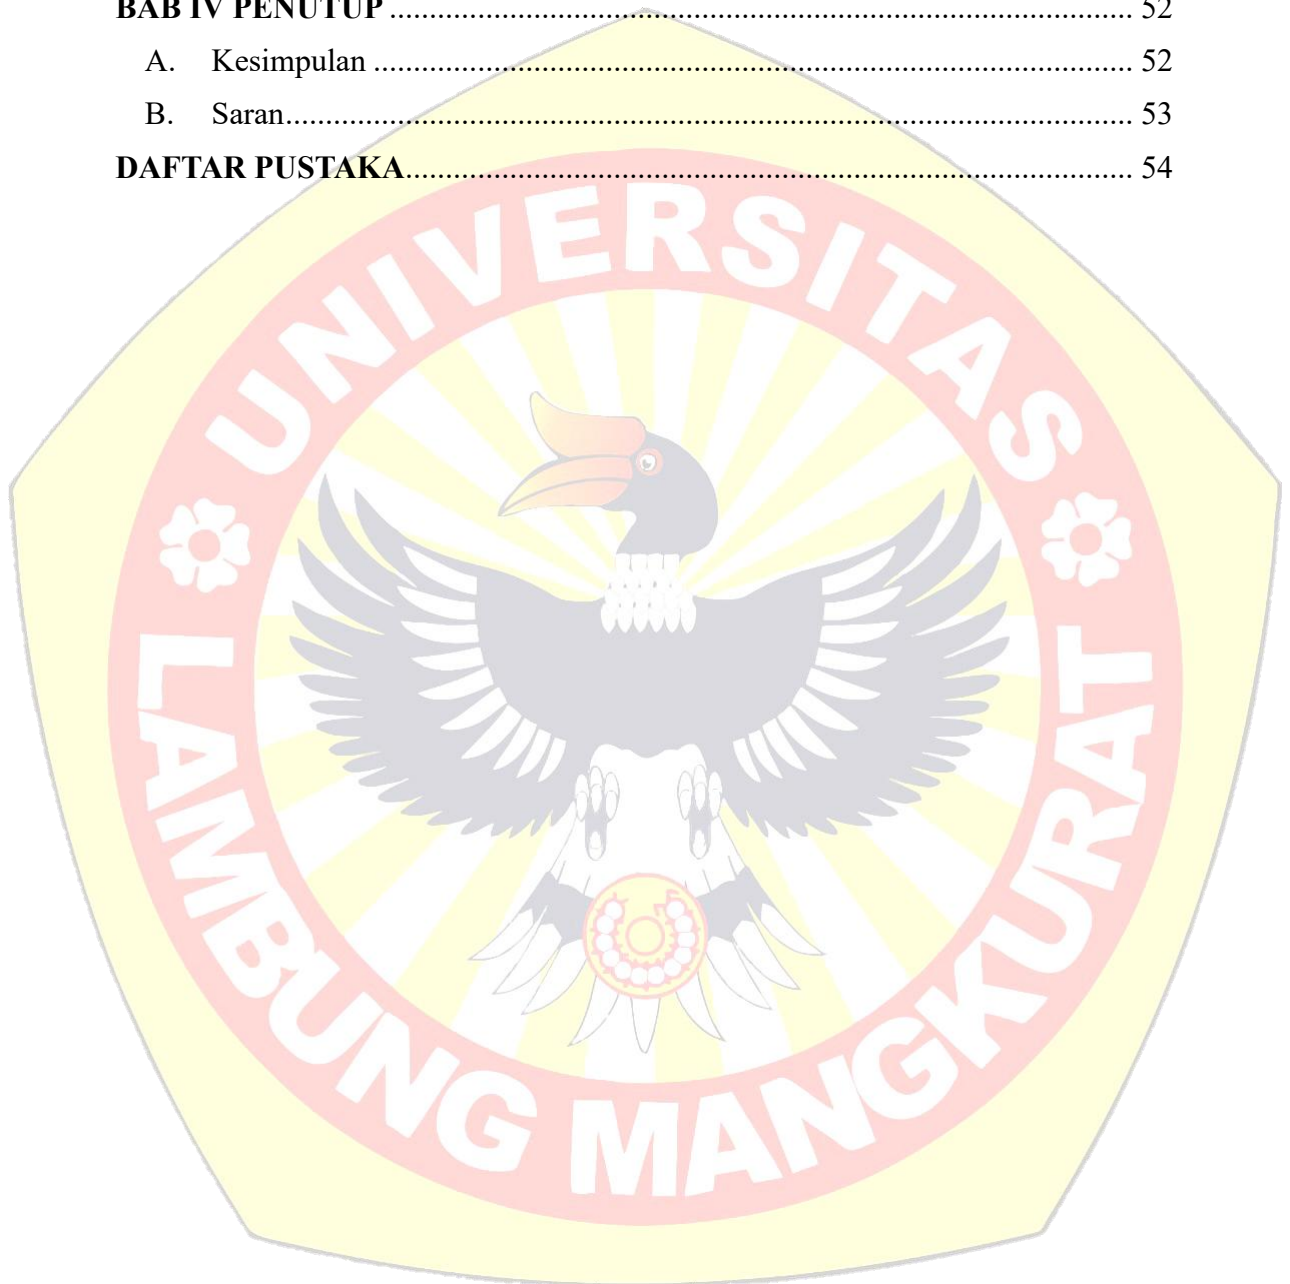 BAB IV PENUTUP ............................................................................................. 52
A. Kesimpulan ............................................................................................... 52
B. Saran.......................................................................................................... 53
DAFTAR PUSTAKA........................................................................................... 54
UNIVERSITAS
LAMBUNG MANGKURAT